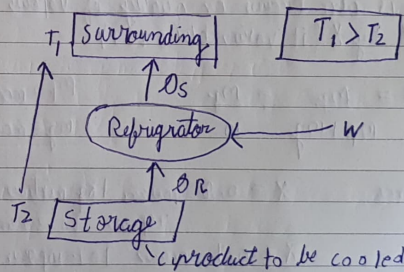 T₁ Surrounding
T₁ > T₂
Qs
Refrigrator
W
QR
T₂
Storage
(product to be cooled